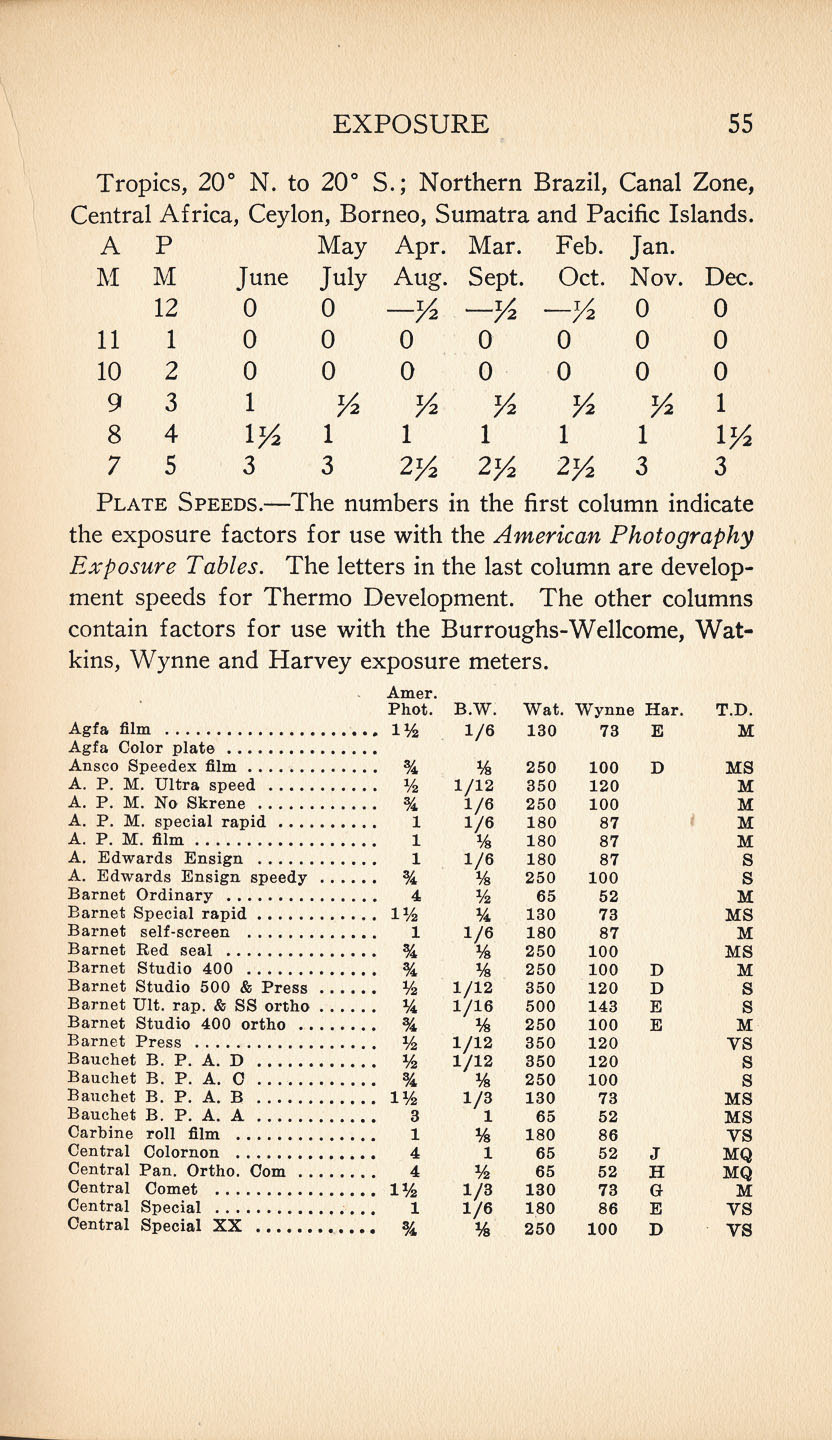 EXPOSURE 55
Tropics, 20° N. to 20° S.; Northern Brazil, Canal Zone,
Central Africa, Ceylon, Borneo, Sumatra and Pacific Islands.
A P May Apr. Mar. Feb. Jan.
M M June July Aug. Sept. Oct. Nov. Dec.
12 0 0 —½ —½ —½ 0 0
11 1 0 0 0 0 0 0 0
10 2 0 0 0 0 0 0 0
9 3 1 ½ ½ ½ ½ ½ 1
8 4 1½ 1 1 1 1 1 1½
7 5 3 3 2½ 2½ 2½ 3 3
PLATE SPEEDS.—The numbers in the first column indicate
the exposure factors for use with the American Photography
Exposure Tables. The letters in the last column are develop-
ment speeds for Thermo Development. The other columns
contain factors for use with the Burroughs-Wellcome, Wat-
kins, Wynne and Harvey exposure meters.
Amer.
Phot. B.W. Wat. Wynne Har. T.D.
Agfa film ..................... 1½ 1/6 130 73 E M
Agfa Color plate ...............
Ansco Speedex film ............. ¾ ⅛ 250 100 D MS
A. P. M. Ultra speed ........... ½ 1/12 350 120 M
A. P. M. No Skrene ............ ¾ 1/6 250 100 M
A. P. M. special rapid .......... 1 1/6 180 87 M
A. P. M. film .................. 1 ⅛ 180 87 M
A. Edwards Ensign ............ 1 1/6 180 87 S
A. Edwards Ensign speedy ...... ¾ ⅛ 250 100 S
Barnet Ordinary ............... 4 ½ 65 52 M
Barnet Special rapid ............ 1½ ¼ 130 73 MS
Barnet self-screen ............. 1 1/6 180 87 M
Barnet Red seal ............... ¾ ⅛ 250 100 MS
Barnet Studio 400 ............. ¾ ⅛ 250 100 D M
Barnet Studio 500 & Press ...... ½ 1/12 350 120 D S
Barnet Ult. rap. & SS ortho ...... ¼ 1/16 500 143 E S
Barnet Studio 400 ortho ........ ¾ ⅛ 250 100 E M
Barnet Press .................. ½ 1/12 350 120 VS
Bauchet B. P. A. D ............ ½ 1/12 350 120 S
Bauchet B. P. A. C ............ ¾ ⅛ 250 100 S
Bauchet B. P. A. B ............ 1½ 1/3 130 73 MS
Bauchet B. P. A. A ............ 3 1 65 52 MS
Carbine roll film .............. 1 ⅛ 180 86 VS
Central Colornon .............. 4 1 65 52 J MQ
Central Pan. Ortho. Com ........ 4 ½ 65 52 H MQ
Central Comet ................ 1½ 1/3 130 73 G M
Central Special ................ 1 1/6 180 86 E VS
Central Special XX ............ ¾ ⅛ 250 100 D VS